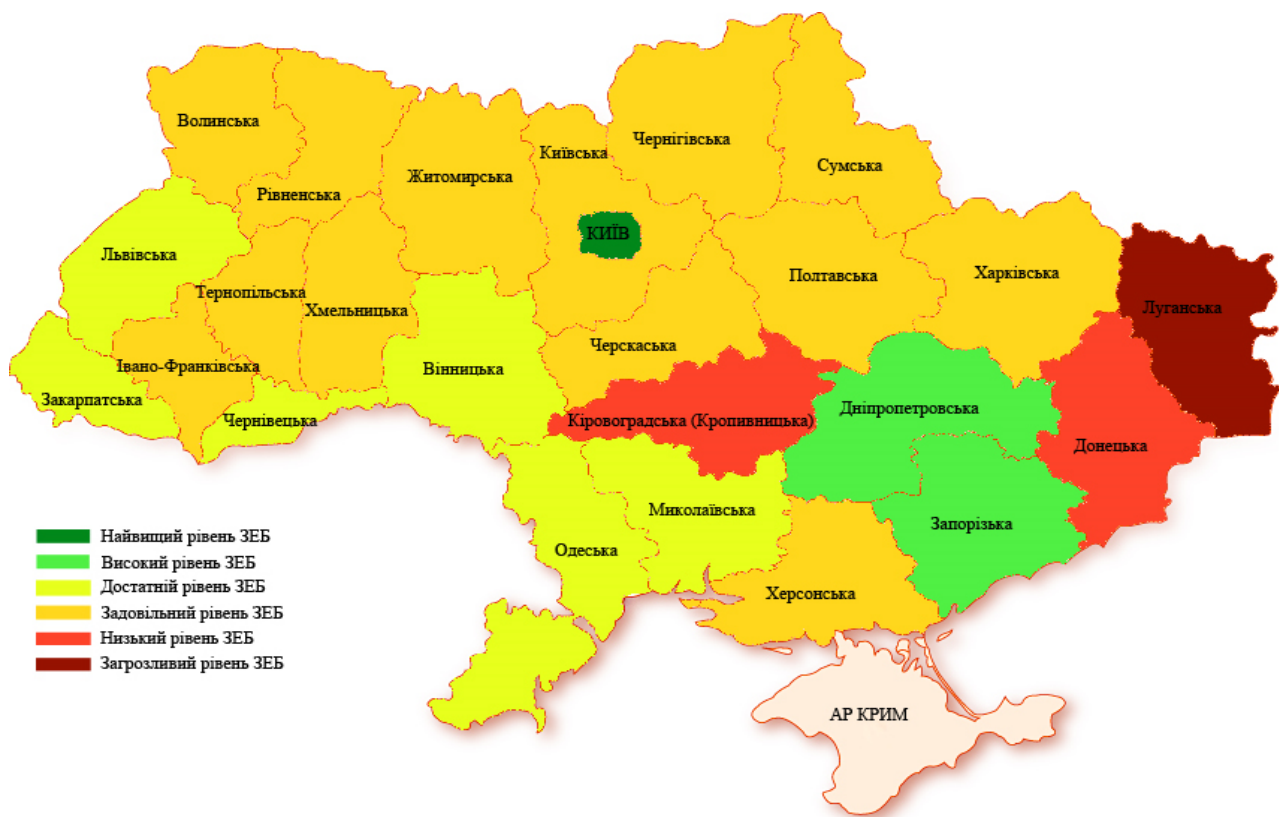 Волинська
Рівненська
Житомирська
Київська
Чернігівська
Сумська
Львівська
Тернопільська
Хмельницька
КИЇВ
Полтавська
Харківська
Луганська
Івано-Франківська
Закарпатська
Чернівецька
Вінницька
Черскаська
Кіровоградська (Кропивницька)
Дніпропетровська
Донецька
Одеська
Миколаївська
Запорізька
Херсонська
АР КРИМ
Найвищий рівень ЗЕБ
Високий рівень ЗЕБ
Достатній рівень ЗЕБ
Задовільний рівень ЗЕБ
Низький рівень ЗЕБ
Загрозливий рівень ЗЕБ